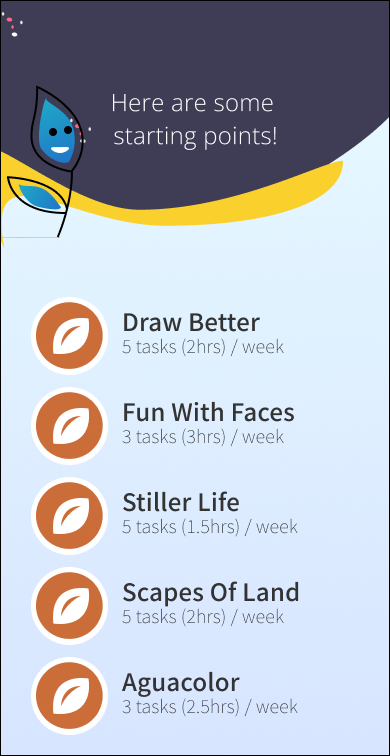 Here are some
starting points!
Draw Better
5 tasks (2hrs) / week
Fun With Faces
3 tasks (3hrs) / week
Stiller Life
5 tasks (1.5hrs) / week
Scapes Of Land
5 tasks (2hrs) / week
Aguacolor
3 tasks (2.5hrs) / week